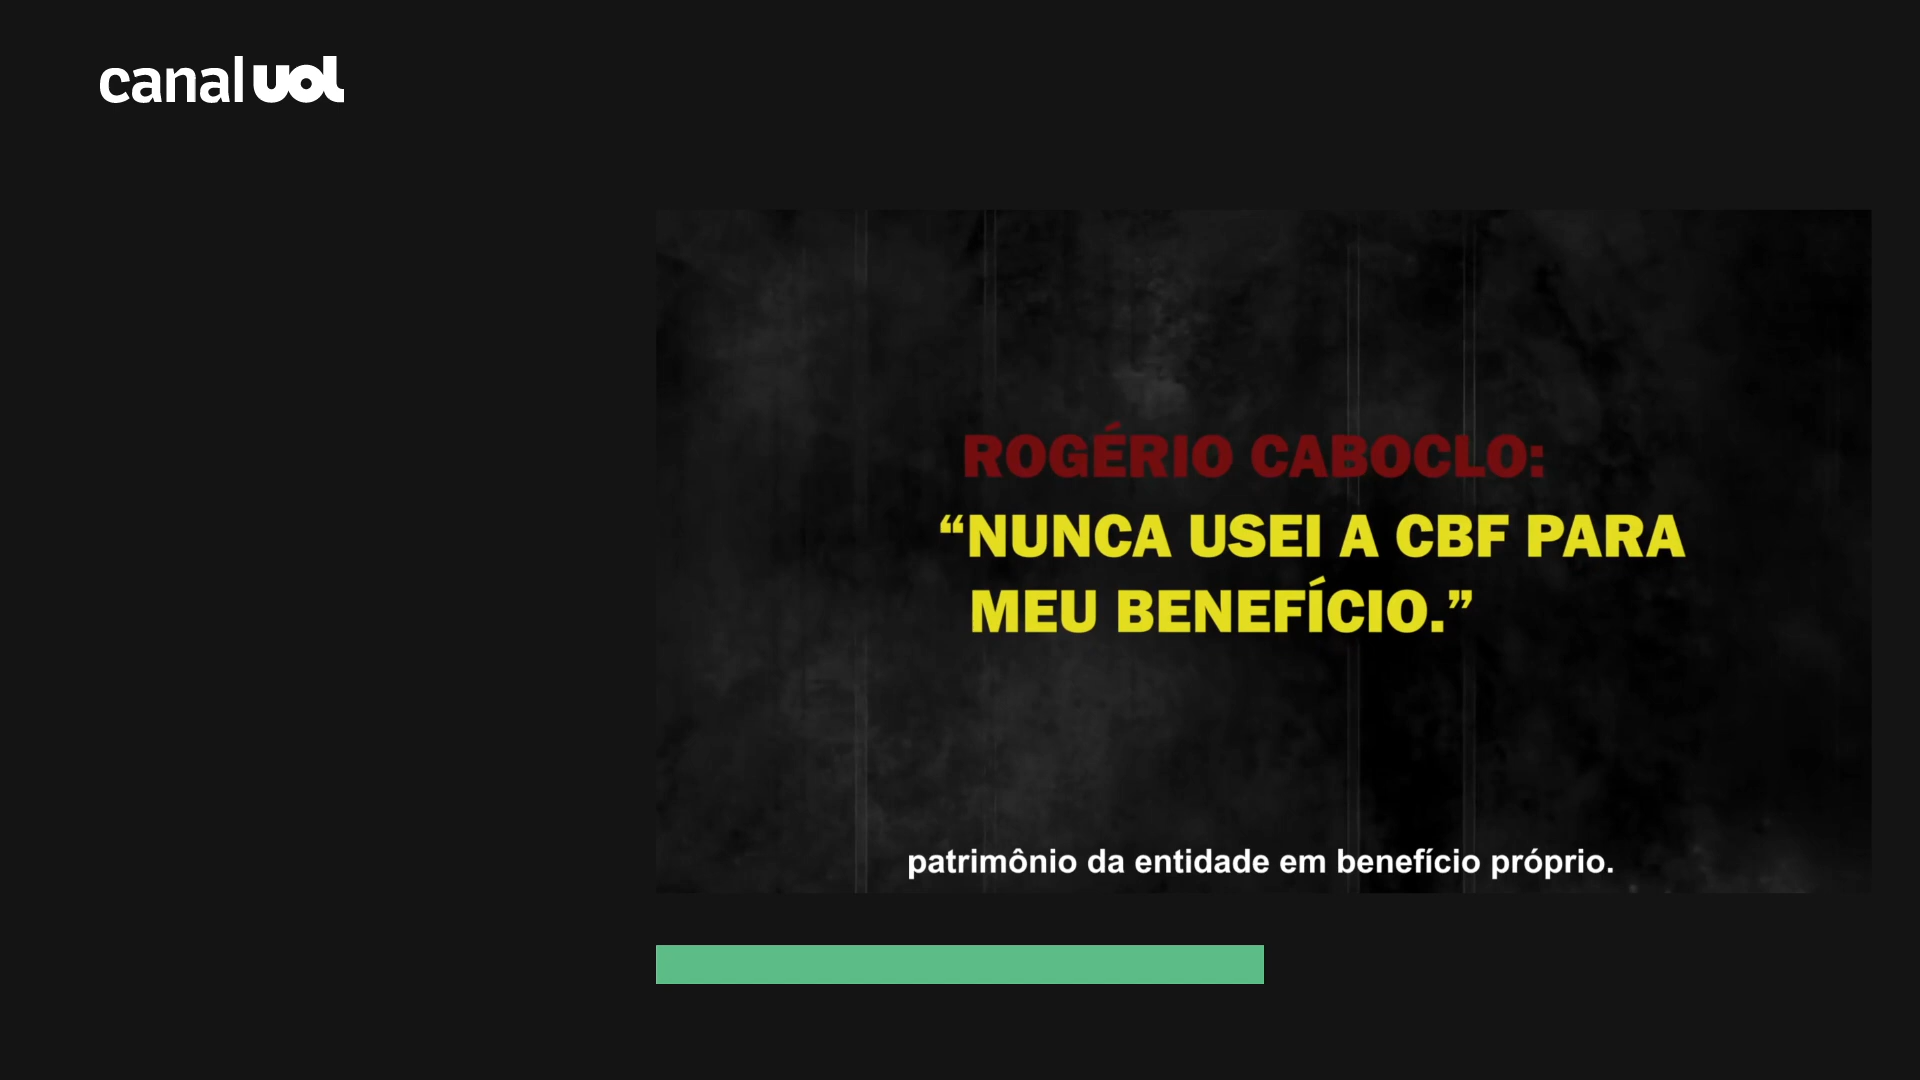 canal uol
ROGÉRIO CABOCLO:
“NUNCA USEI A CBF PARA
MEU BENEFÍCIO.”
patrimônio da entidade em benefício próprio.